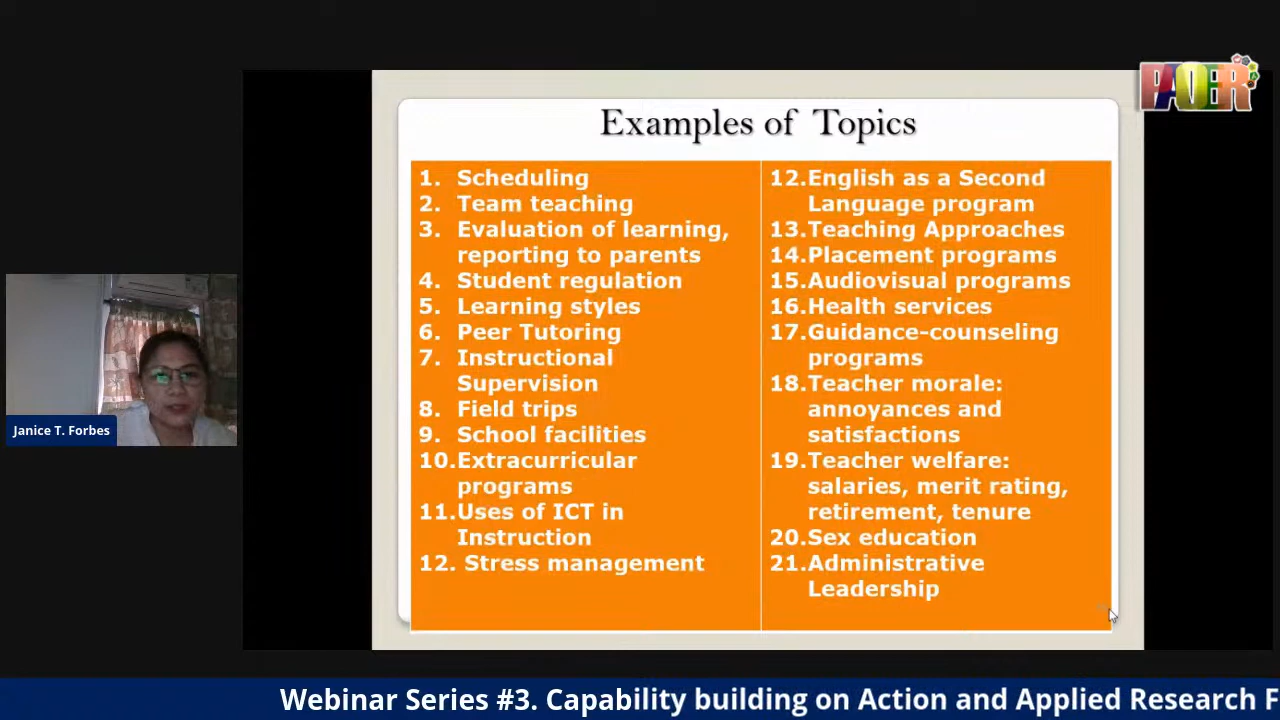 PAOER
Examples of Topics
1. Scheduling
2. Team teaching
3. Evaluation of learning,
reporting to parents
4. Student regulation
5. Learning styles
6. Peer Tutoring
7. Instructional
Supervision
8. Field trips
9. School facilities
10.Extracurricular
programs
11.Uses of ICT in
Instruction
12. Stress management
12.English as a Second
Language program
13.Teaching Approaches
14.Placement programs
15.Audiovisual programs
16.Health services
17.Guidance-counseling
programs
18.Teacher morale:
annoyances and
satisfactions
19.Teacher welfare:
salaries, merit rating,
retirement, tenure
20.Sex education
21.Administrative
Leadership
Janice T. Forbes
Webinar Series #3. Capability building on Action and Applied Research F